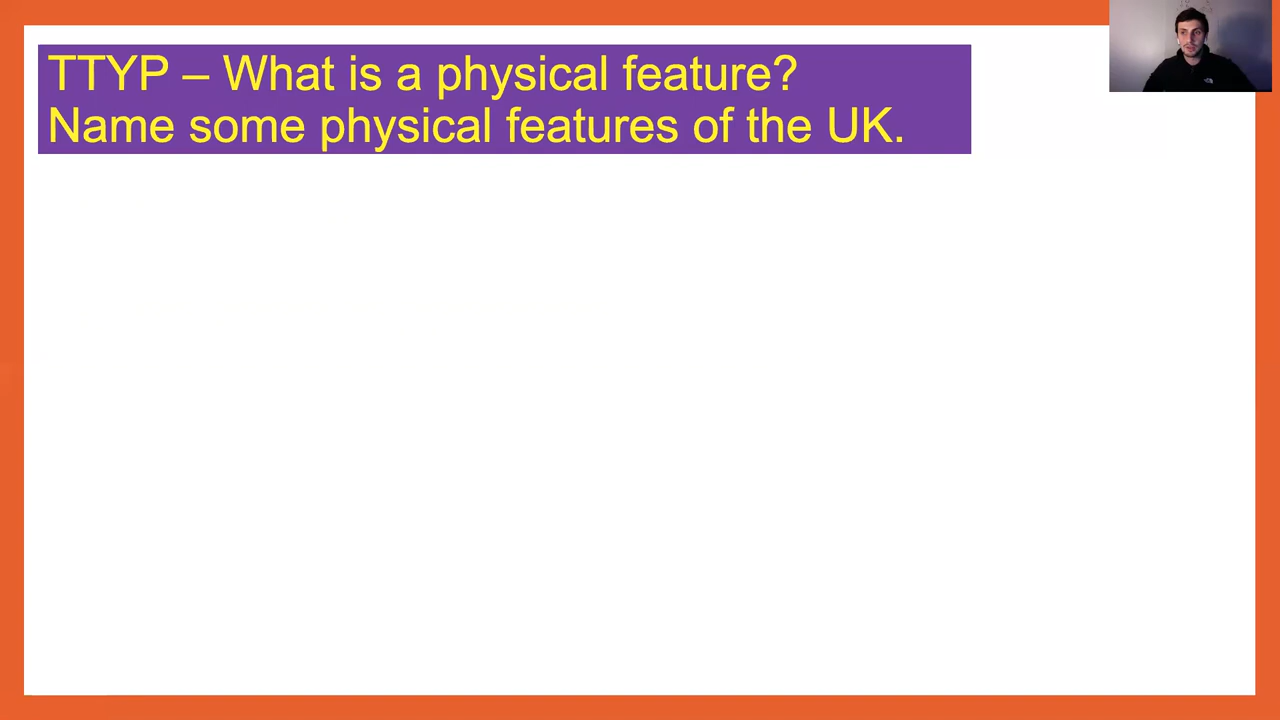 TTYP – What is a physical feature?
Name some physical features of the UK.